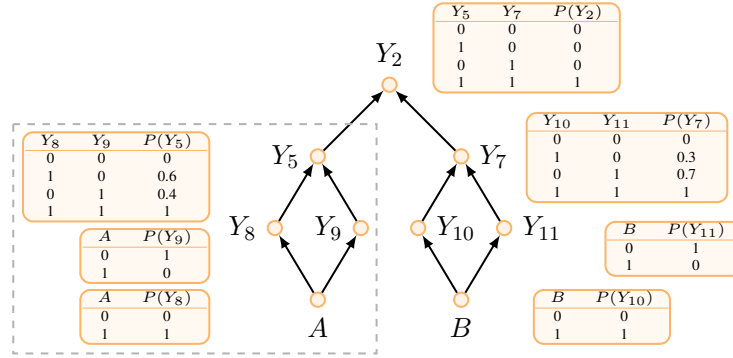 Y₅ Y₇ P(Y₂)
0 0 0
1 0 0
0 1 0
1 1 1
Y₂
Y₈ Y₉ P(Y₅)
0 0 0
1 0 0.6
0 1 0.4
1 1 1
Y₅
Y₇
Y₁₀ Y₁₁ P(Y₇)
0 0 0
1 0 0.3
0 1 0.7
1 1 1
A P(Y₉)
0 1
1 0
Y₈
Y₉
Y₁₀
Y₁₁
B P(Y₁₁)
0 1
1 0
A P(Y₈)
0 0
1 1
A
B
B P(Y₁₀)
0 0
1 1